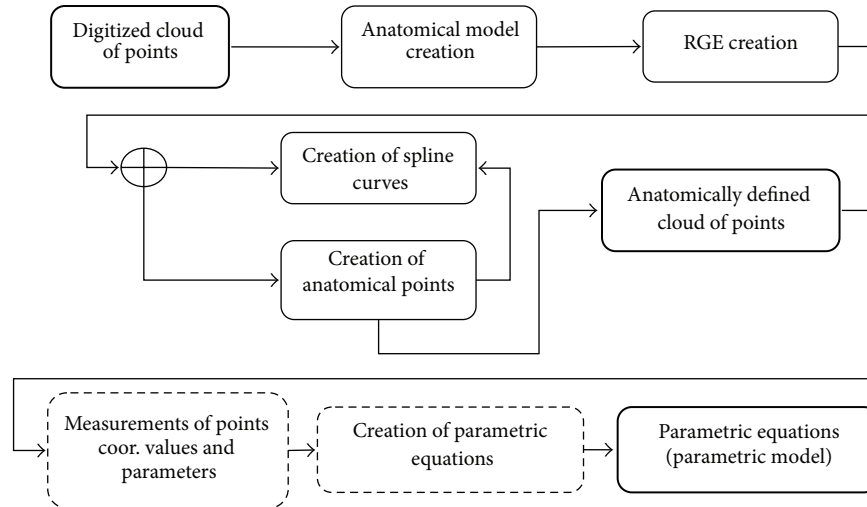 Digitized cloud
of points
Anatomical model
creation
RGE creation
Creation of spline
curves
Anatomically defined
cloud of points
Creation of
anatomical points
Measurements of points
coor. values and
parameters
Creation of parametric
equations
Parametric equations
(parametric model)